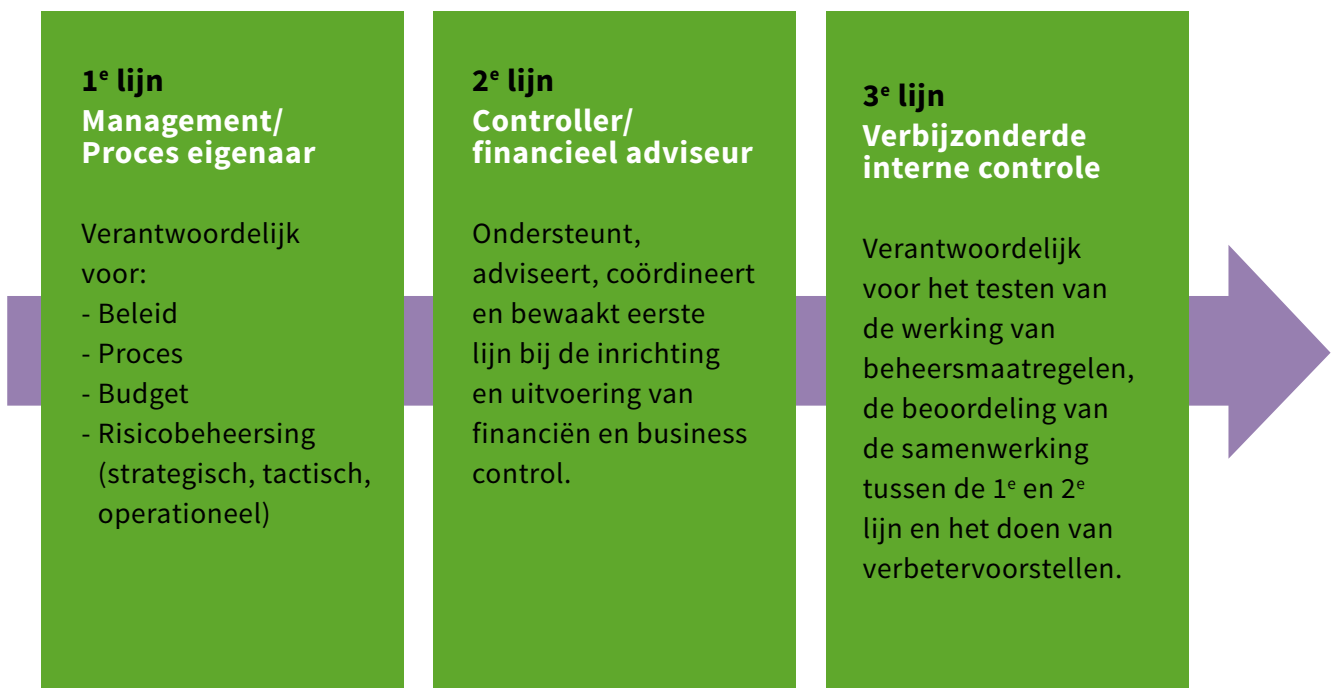 1e lijn
Management/
Proces eigenaar
Verantwoordelijk
voor:
- Beleid
- Proces
- Budget
- Risicobeheersing
(strategisch, tactisch,
operationeel)
2e lijn
Controller/
financieel adviseur
Ondersteunt,
adviseert, coördineert
en bewaakt eerste
lijn bij de inrichting
en uitvoering van
financiën en business
control.
3e lijn
Verbijzonderde
interne controle
Verantwoordelijk
voor het testen van
de werking van
beheersmaatregelen,
de beoordeling van
de samenwerking
tussen de 1e en 2e
lijn en het doen van
verbetervoorstellen.